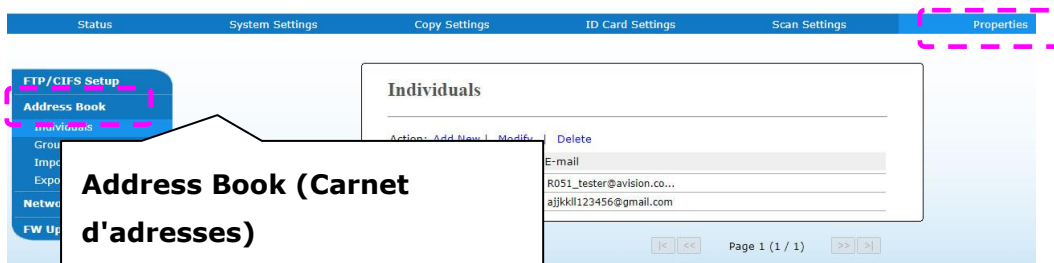 Status System Settings Copy Settings ID Card Settings Scan Settings Properties
FTP/CIFS Setup
Address Book
Individuals
Individuals
Action: Add New | Modify | Delete
E-mail
R051_tester@avision.co...
ajjkkll123456@gmail.com
Address Book (Carnet
d'adresses)
|< << Page 1 (1 / 1) >> >|